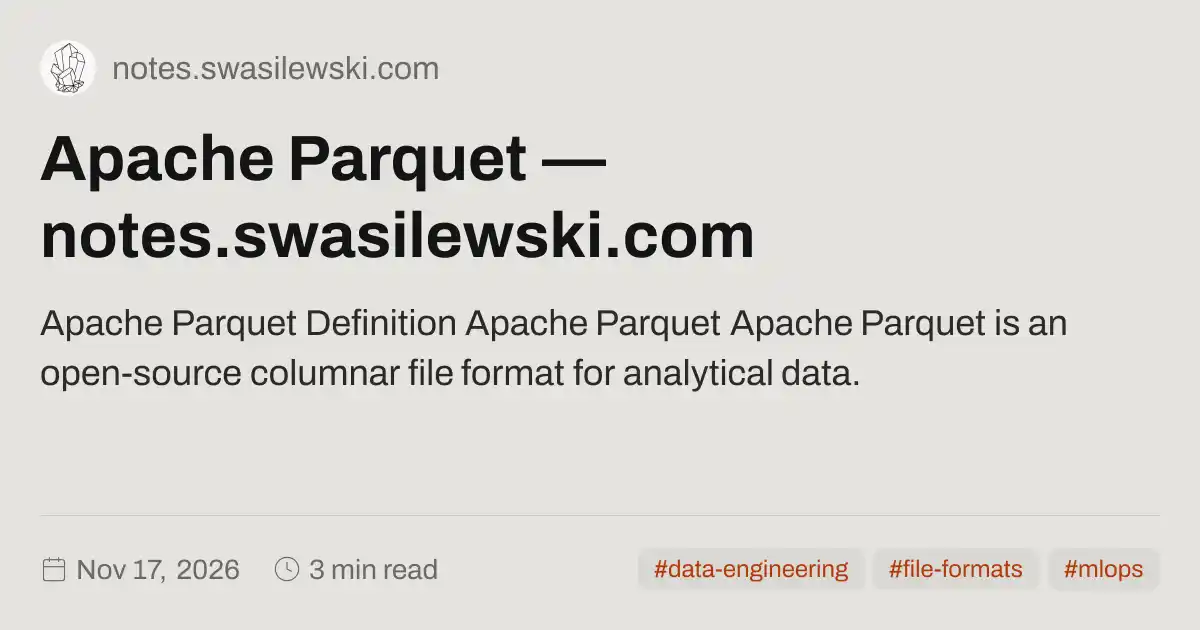 notes.swasilewski.com
Apache Parquet —
notes.swasilewski.com
Apache Parquet Definition Apache Parquet Apache Parquet is an
open-source columnar file format for analytical data.
Nov 17, 2026 3 min read #data-engineering #file-formats #mlops